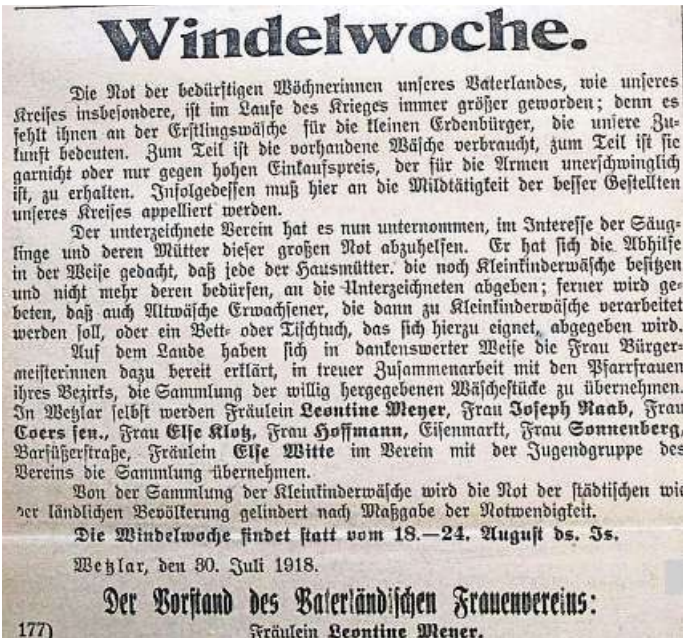 Windelwoche.
Die Not der bedürftigen Wöchnerinnen unseres Vaterlandes, wie unseres
Kreises insbesondere, ist im Laufe des Krieges immer größer geworden; denn es
fehlt ihnen an der Erstlingswäsche für die kleinen Erdenbürger, die unsere Zu-
kunft bedeuten. Zum Teil ist die vorhandene Wäsche verbraucht, zum Teil ist sie
garnicht oder nur gegen hohen Einkaufspreis, der für die Armen unerschwinglich
ist, zu erhalten. Infolgedessen muß hier an die Mildtätigkeit der besser Gestellten
unseres Kreises appelliert werden.
Der unterzeichnete Verein hat es nun unternommen, im Interesse der Säug-
linge und deren Mütter dieser großen Not abzuhelfen. Er hat sich die Abhilfe
in der Weise gedacht, daß jede der Hausmütter. die noch Kleinkinderwäsche besitzen
und nicht mehr deren bedürfen, an die Unterzeichneten abgeben; ferner wird ge-
beten, daß auch Altwäsche Erwachsener, die dann zu Kleinkinderwäsche verarbeitet
werden soll, oder ein Bett- oder Tischtuch, das sich hierzu eignet, abgegeben wird.
Auf dem Lande haben sich in dankenswerter Weise die Frau Bürger-
meisterinnen dazu bereit erklärt, in treuer Zusammenarbeit mit den Pfarrfrauen
ihres Bezirks, die Sammlung der willig hergegebenen Wäschestücke zu übernehmen.
In Wetzlar selbst werden Fräulein Leontine Meyer, Frau Joseph Raab, Frau
Coers sen., Frau Else Klotz, Frau Hoffmann, Eisenmarkt, Frau Sonnenberg,
Barfüßerstraße, Fräulein Else Witte im Verein mit der Jugendgruppe des
Vereins die Sammlung übernehmen.
Von der Sammlung der Kleinkinderwäsche wird die Not der städtischen wie
der ländlichen Bevölkerung gelindert nach Maßgabe der Notwendigkeit.
Die Windelwoche findet statt vom 18.—24. August ds. Js.
Wetzlar, den 30. Juli 1918.
Der Vorstand des Vaterländischen Frauenvereins:
177) Fräulein Leontine Meyer.